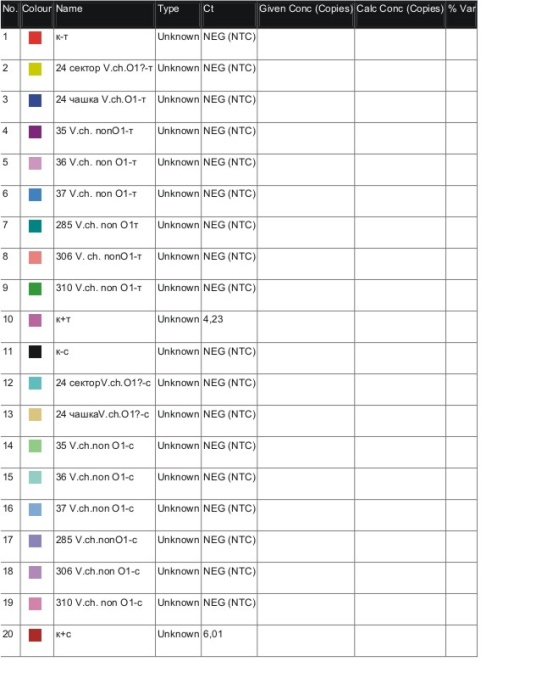 No. Colour Name Type Ct Given Conc (Copies) Calc Conc (Copies) % Var
1 к-т Unknown NEG (NTC)
2 24 сектор V.ch.O1?-т Unknown NEG (NTC)
3 24 чашка V.ch.O1-т Unknown NEG (NTC)
4 35 V.ch. nonO1-т Unknown NEG (NTC)
5 36 V.ch. non O1-т Unknown NEG (NTC)
6 37 V.ch. non O1-т Unknown NEG (NTC)
7 285 V.ch. non O1т Unknown NEG (NTC)
8 306 V. ch. nonO1-т Unknown NEG (NTC)
9 310 V.ch. non O1-т Unknown NEG (NTC)
10 к+т Unknown 4,23
11 к-с Unknown NEG (NTC)
12 24 секторV.ch.O1?-с Unknown NEG (NTC)
13 24 чашкаV.ch.O1?-с Unknown NEG (NTC)
14 35 V.ch.non O1-с Unknown NEG (NTC)
15 36 V.ch.non O1-с Unknown NEG (NTC)
16 37 V.ch.non O1-с Unknown NEG (NTC)
17 285 V.ch.nonO1-с Unknown NEG (NTC)
18 306 V.ch.non O1-с Unknown NEG (NTC)
19 310 V.ch. non O1-с Unknown NEG (NTC)
20 к+с Unknown 6,01